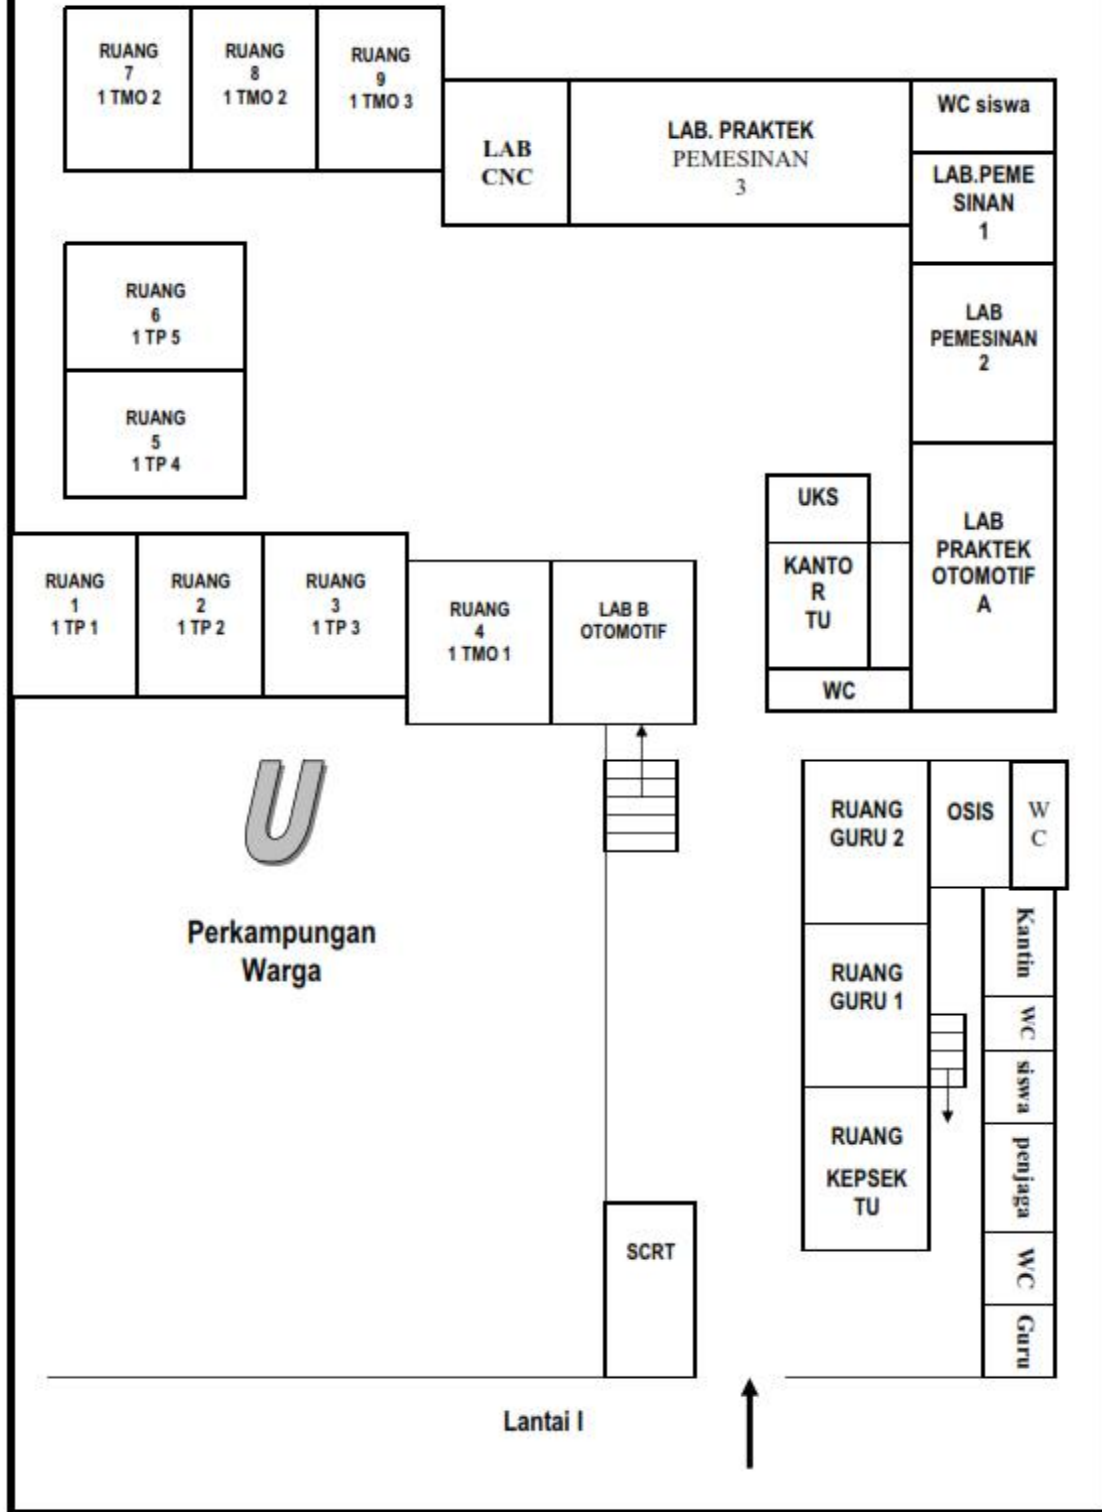 RUANG
7
1 TMO 2
RUANG
8
1 TMO 2
RUANG
9
1 TMO 3
LAB
CNC
LAB. PRAKTEK
PEMESINAN
3
WC siswa
LAB.PEME
SINAN
1
LAB
PEMESINAN
2
RUANG
6
1 TP 5
RUANG
5
1 TP 4
UKS
KANTO
R
TU
WC
LAB
PRAKTEK
OTOMOTIF
A
RUANG
1
1 TP 1
RUANG
2
1 TP 2
RUANG
3
1 TP 3
RUANG
4
1 TMO 1
LAB B
OTOMOTIF
U
Perkampungan
Warga
RUANG
GURU 2
OSIS
W
C
RUANG
GURU 1
RUANG
KEPSEK
TU
Kantin
WC
siswa
penjaga
WC
Guru
SCRT
Lantai I